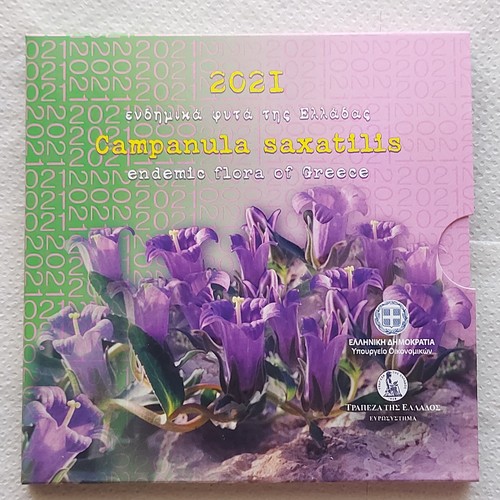 2021
ενδημικά φυτά της Ελλάδας
Campanula saxatilis
endemic flora of Greece
ΕΛΛΗΝΙΚΗ ΔΗΜΟΚΡΑΤΙΑ
Υπουργείο Οικονομικών
ΤΡΑΠΕΖΑ ΤΗΣ ΕΛΛΑΔΟΣ
ΕΥΡΩΣΥΣΤΗΜΑ